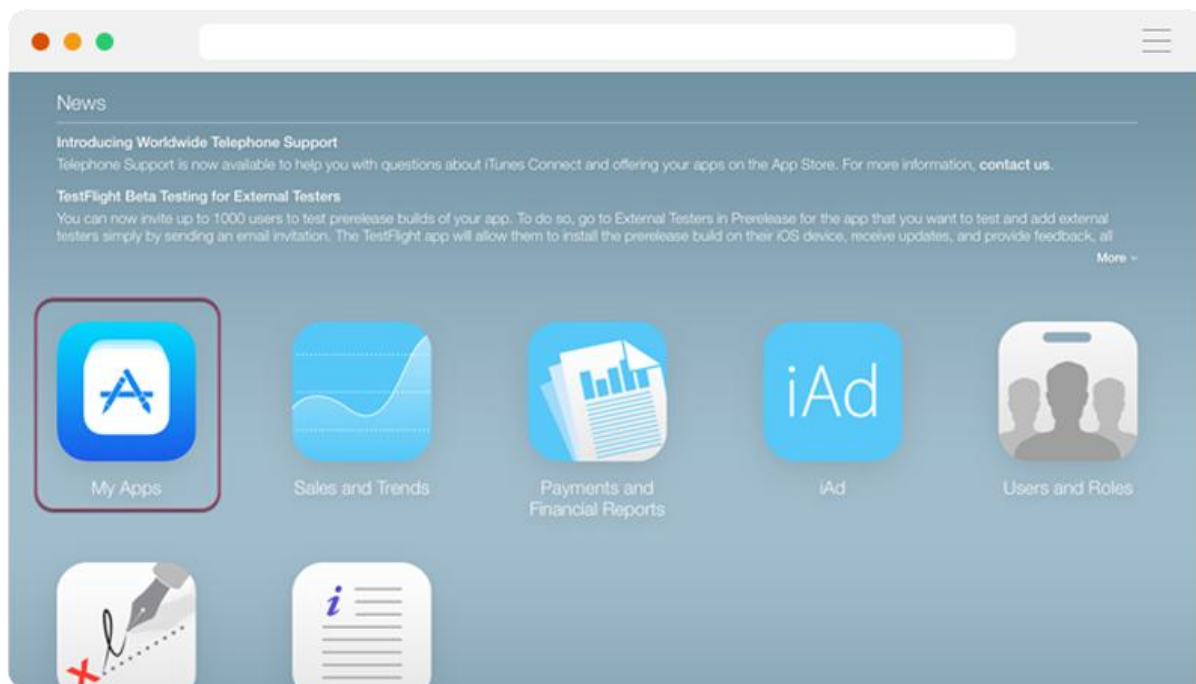 News
Introducing Worldwide Telephone Support
Telephone Support is now available to help you with questions about iTunes Connect and offering your apps on the App Store. For more information, contact us.
TestFlight Beta Testing for External Testers
You can now invite up to 1000 users to test prerelease builds of your app. To do so, go to External Testers in Prerelease for the app that you want to test and add external
testers simply by sending an email invitation. The TestFlight app will allow them to install the prerelease build on their iOS device, receive updates, and provide feedback, all
More
iAd
My Apps
Sales and Trends
Payments and
Financial Reports
iAd
Users and Roles
i